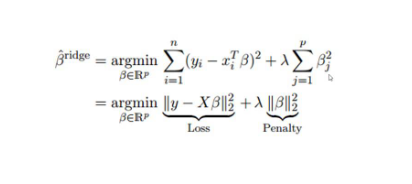 β̂^ridge = argmin_{β∈ℝ^p} ∑_{i=1}^{n} (y_i − x_i^T β)^2 + λ ∑_{j=1}^{p} β_j^2
= argmin_{β∈ℝ^p} ‖y − Xβ‖_2^2 + λ ‖β‖_2^2
Loss Penalty